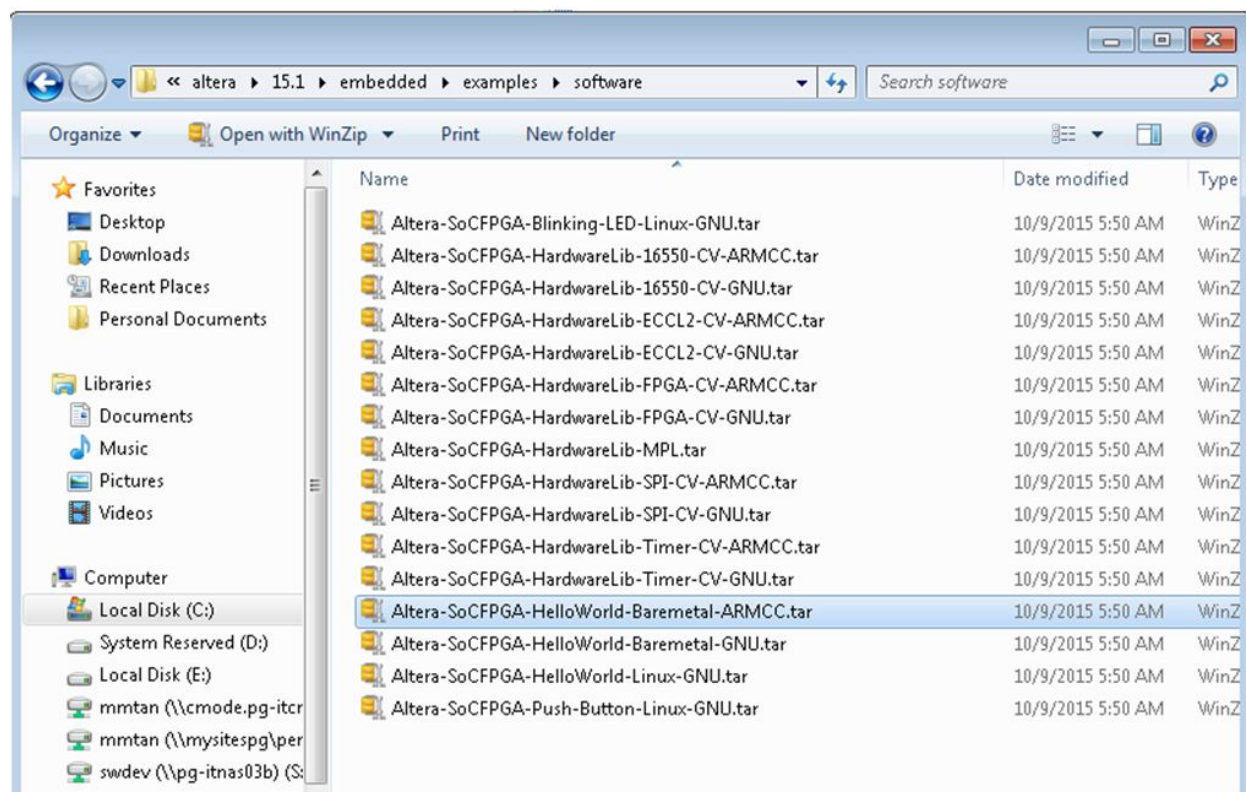 « altera ▸ 15.1 ▸ embedded ▸ examples ▸ software
Search software
Organize Open with WinZip Print New folder
Favorites
Desktop
Downloads
Recent Places
Personal Documents
Libraries
Documents
Music
Pictures
Videos
Computer
Local Disk (C:)
System Reserved (D:)
Local Disk (E:)
mmtan (\\cmode.pg-itcr
mmtan (\\mysitespg\per
swdev (\\pg-itnas03b) (S:
Name Date modified Type
Altera-SoCFPGA-Blinking-LED-Linux-GNU.tar 10/9/2015 5:50 AM WinZ
Altera-SoCFPGA-HardwareLib-16550-CV-ARMCC.tar 10/9/2015 5:50 AM WinZ
Altera-SoCFPGA-HardwareLib-16550-CV-GNU.tar 10/9/2015 5:50 AM WinZ
Altera-SoCFPGA-HardwareLib-ECCL2-CV-ARMCC.tar 10/9/2015 5:50 AM WinZ
Altera-SoCFPGA-HardwareLib-ECCL2-CV-GNU.tar 10/9/2015 5:50 AM WinZ
Altera-SoCFPGA-HardwareLib-FPGA-CV-ARMCC.tar 10/9/2015 5:50 AM WinZ
Altera-SoCFPGA-HardwareLib-FPGA-CV-GNU.tar 10/9/2015 5:50 AM WinZ
Altera-SoCFPGA-HardwareLib-MPL.tar 10/9/2015 5:50 AM WinZ
Altera-SoCFPGA-HardwareLib-SPI-CV-ARMCC.tar 10/9/2015 5:50 AM WinZ
Altera-SoCFPGA-HardwareLib-SPI-CV-GNU.tar 10/9/2015 5:50 AM WinZ
Altera-SoCFPGA-HardwareLib-Timer-CV-ARMCC.tar 10/9/2015 5:50 AM WinZ
Altera-SoCFPGA-HardwareLib-Timer-CV-GNU.tar 10/9/2015 5:50 AM WinZ
Altera-SoCFPGA-HelloWorld-Baremetal-ARMCC.tar 10/9/2015 5:50 AM WinZ
Altera-SoCFPGA-HelloWorld-Baremetal-GNU.tar 10/9/2015 5:50 AM WinZ
Altera-SoCFPGA-HelloWorld-Linux-GNU.tar 10/9/2015 5:50 AM WinZ
Altera-SoCFPGA-Push-Button-Linux-GNU.tar 10/9/2015 5:50 AM WinZ